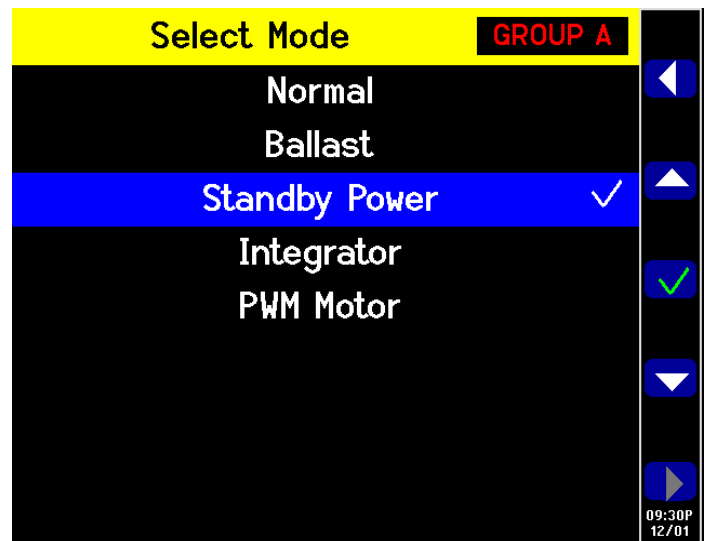 Select Mode GROUP A
Normal
Ballast
Standby Power
Integrator
PWM Motor
09:30P
12/01